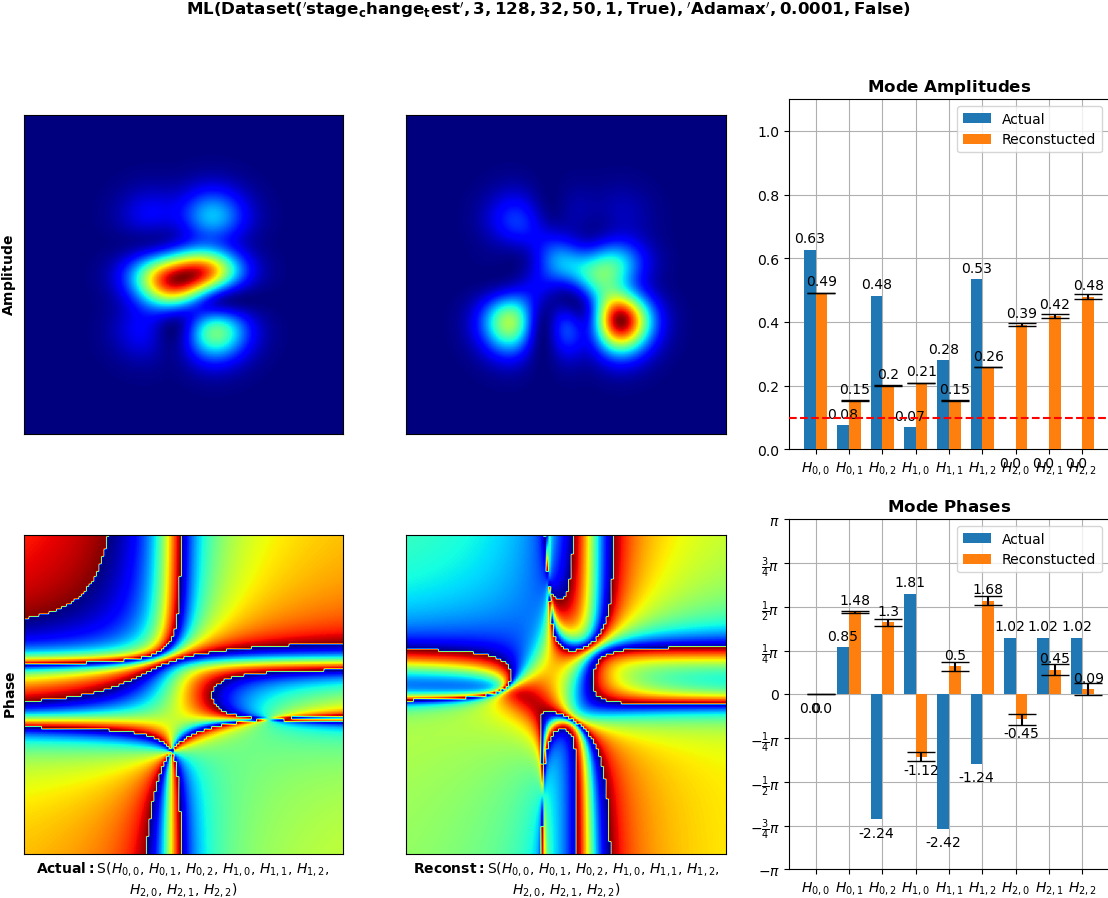 ML(Dataset('stage_change_test', 3, 128, 32, 50, 1, True), 'Adamax', 0.0001, False)
Amplitude
Mode Amplitudes
Actual
Reconstucted
1.0
0.8
0.6
0.4
0.2
0.0
0.63
0.49
0.08
0.15
0.48
0.2
0.07
0.21
0.28
0.15
0.53
0.26
0.0
0.39
0.0
0.42
0.0
0.48
H0,0 H0,1 H0,2 H1,0 H1,1 H1,2 H2,0 H2,1 H2,2
Phase
Actual: S(H0,0, H0,1, H0,2, H1,0, H1,1, H1,2,
H2,0, H2,1, H2,2)
Reconst: S(H0,0, H0,1, H0,2, H1,0, H1,1, H1,2,
H2,0, H2,1, H2,2)
Mode Phases
Actual
Reconstucted
π
3/4π
1/2π
1/4π
0
−1/4π
−1/2π
−3/4π
−π
0.0
0.0
0.85
1.48
-2.24
1.3
1.81
-1.12
-2.42
0.5
-1.24
1.68
1.02
-0.45
1.02
0.45
1.02
0.09
H0,0 H0,1 H0,2 H1,0 H1,1 H1,2 H2,0 H2,1 H2,2